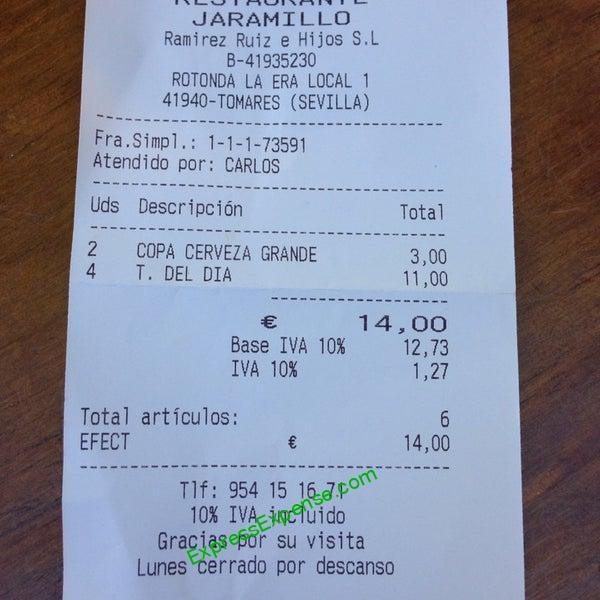 RESTAURANTE
JARAMILLO
Ramirez Ruiz e Hijos S.L
B-41935230
ROTONDA LA ERA LOCAL 1
41940-TOMARES (SEVILLA)
Fra.Simpl.: 1-1-1-73591
Atendido por: CARLOS
Uds Descripción Total
2 COPA CERVEZA GRANDE 3,00
4 T. DEL DIA 11,00
€ 14,00
Base IVA 10% 12,73
IVA 10% 1,27
Total artículos: 6
EFECT € 14,00
Tlf: 954 15 16 71
10% IVA incluido
Gracias por su visita
Lunes cerrado por descanso
ExpressExpense.com